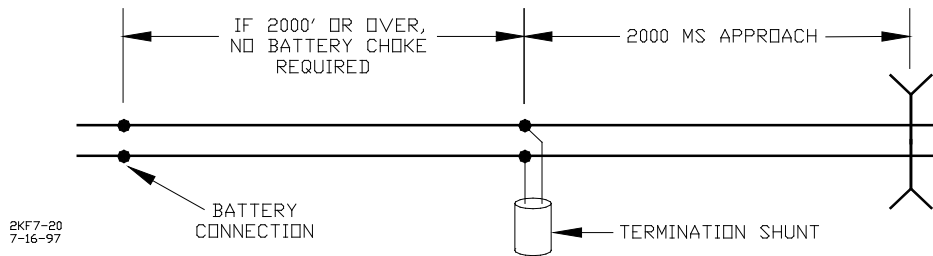 IF 2000' OR OVER,
NO BATTERY CHOKE
REQUIRED
2000 MS APPROACH
BATTERY
CONNECTION
TERMINATION SHUNT
2KF7-20
7-16-97